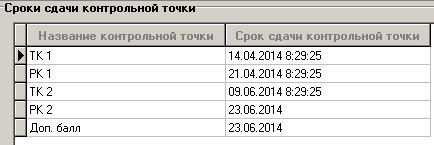 Сроки сдачи контрольной точки
Название контрольной точки Срок сдачи контрольной точки
ТК 1 14.04.2014 8:29:25
РК 1 21.04.2014 8:29:25
ТК 2 09.06.2014 8:29:25
РК 2 23.06.2014
Доп. балл 23.06.2014